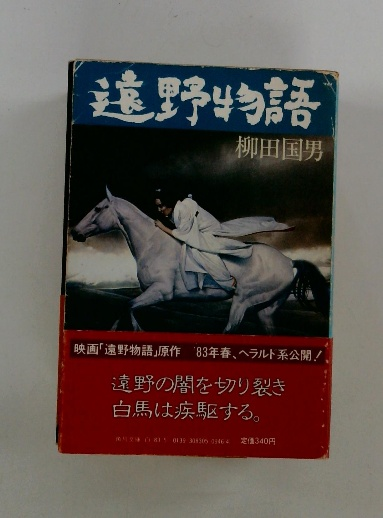 遠野物語
柳田国男
映画「遠野物語」原作 '83年春、ヘラルド系公開!
遠野の闇を切り裂き
白馬は疾駆する。
定価340円